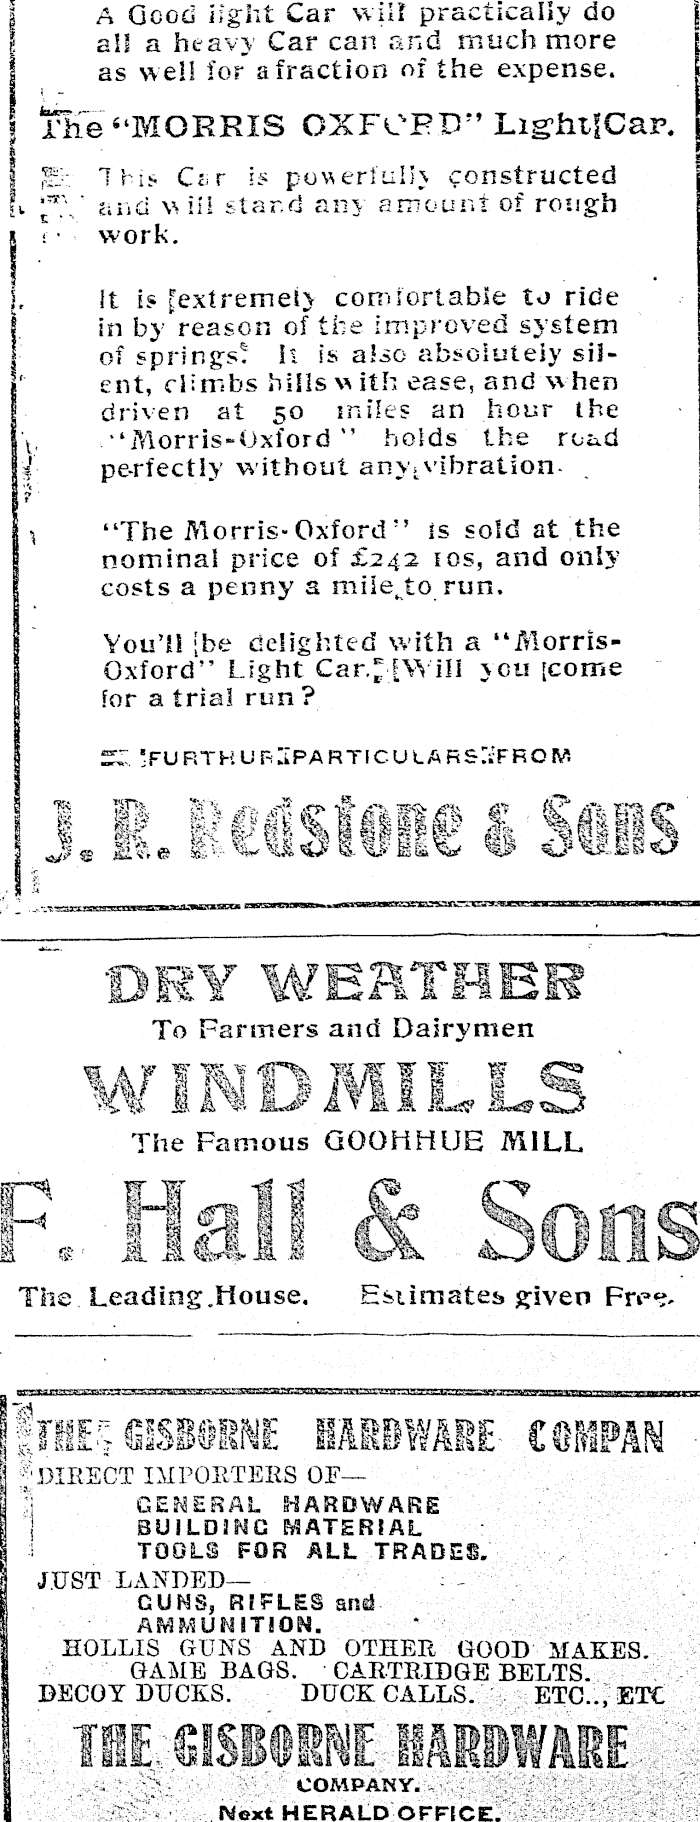 A Good light Car will practically do
all a heavy Car can and much more
as well for a fraction of the expense.
The "MORRIS OXFORD" Light Car.
This Car is powerfully constructed
and will stand any amount of rough
work.
It is extremely comfortable to ride
in by reason of the improved system
of springs. It is also absolutely sil-
ent, climbs hills with ease, and when
driven at 50 miles an hour the
"Morris-Oxford" holds the road
perfectly without any vibration.
"The Morris-Oxford" is sold at the
nominal price of £242 10s, and only
costs a penny a mile to run.
You'll be delighted with a "Morris-
Oxford" Light Car. Will you come
for a trial run?
FURTHUR PARTICULARS FROM
J. R. Redstone & Sons
DRY WEATHER
To Farmers and Dairymen
WINDMILLS
The Famous GOOHHUE MILL
F. Hall & Sons
The Leading House. Estimates given Free.
THE GISBORNE HARDWARE COMPAN
DIRECT IMPORTERS OF—
GENERAL HARDWARE
BUILDING MATERIAL
TOOLS FOR ALL TRADES.
JUST LANDED—
GUNS, RIFLES and
AMMUNITION.
HOLLIS GUNS AND OTHER GOOD MAKES.
GAME BAGS. CARTRIDGE BELTS.
DECOY DUCKS. DUCK CALLS. ETC.., ETC
THE GISBORNE HARDWARE
COMPANY.
Next HERALD OFFICE.